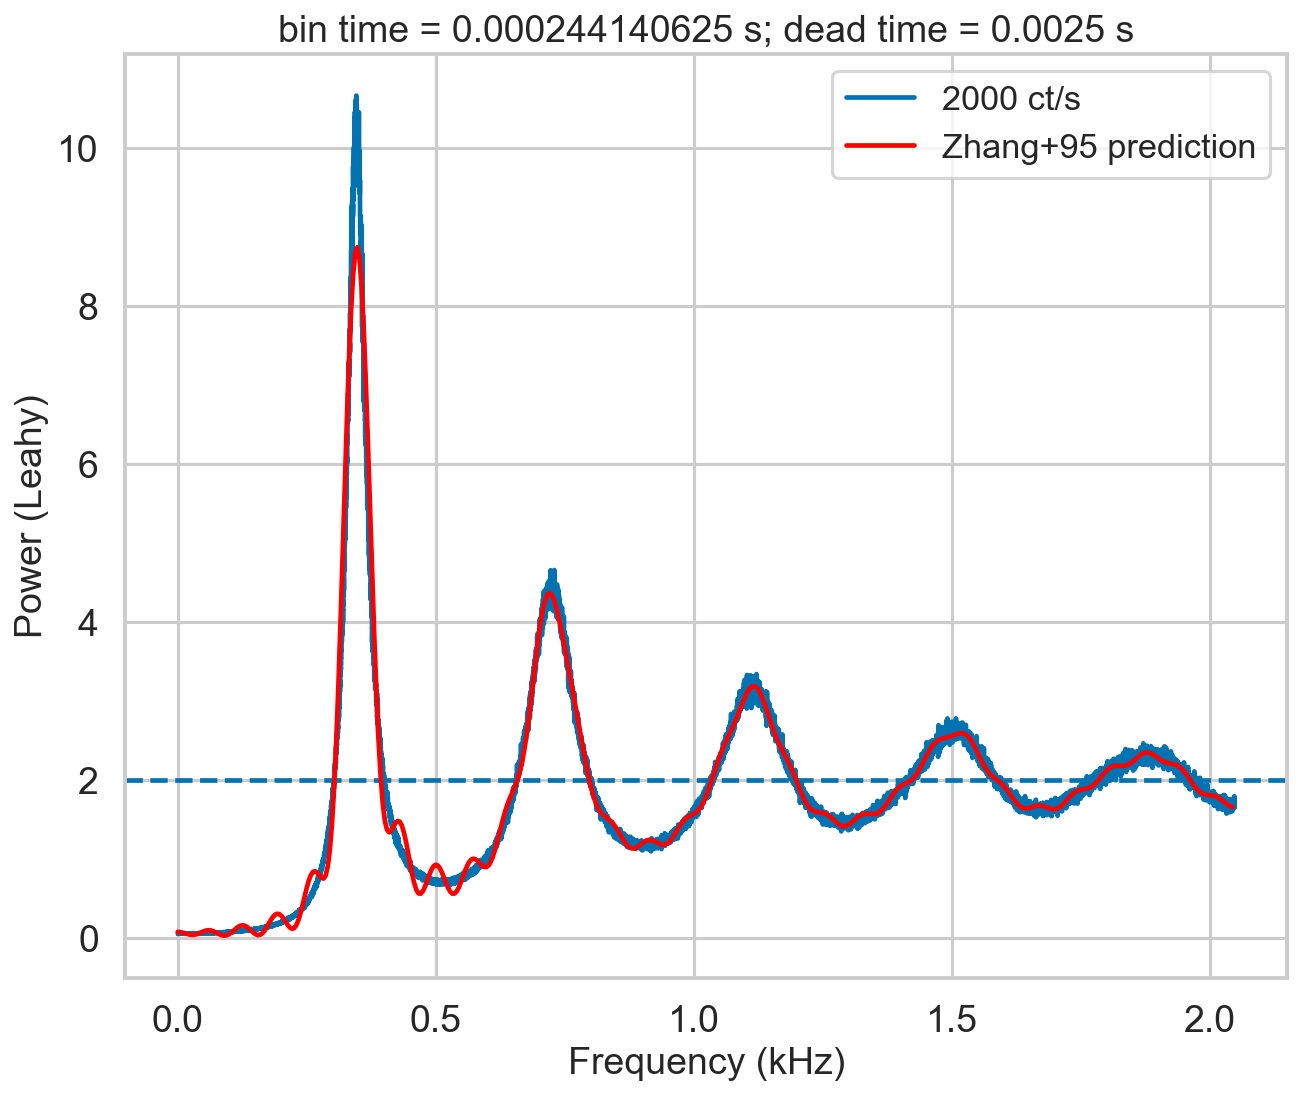 bin time = 0.000244140625 s; dead time = 0.0025 s
2000 ct/s
Zhang+95 prediction
Power (Leahy)
10
8
6
4
2
0
0.0 0.5 1.0 1.5 2.0
Frequency (kHz)